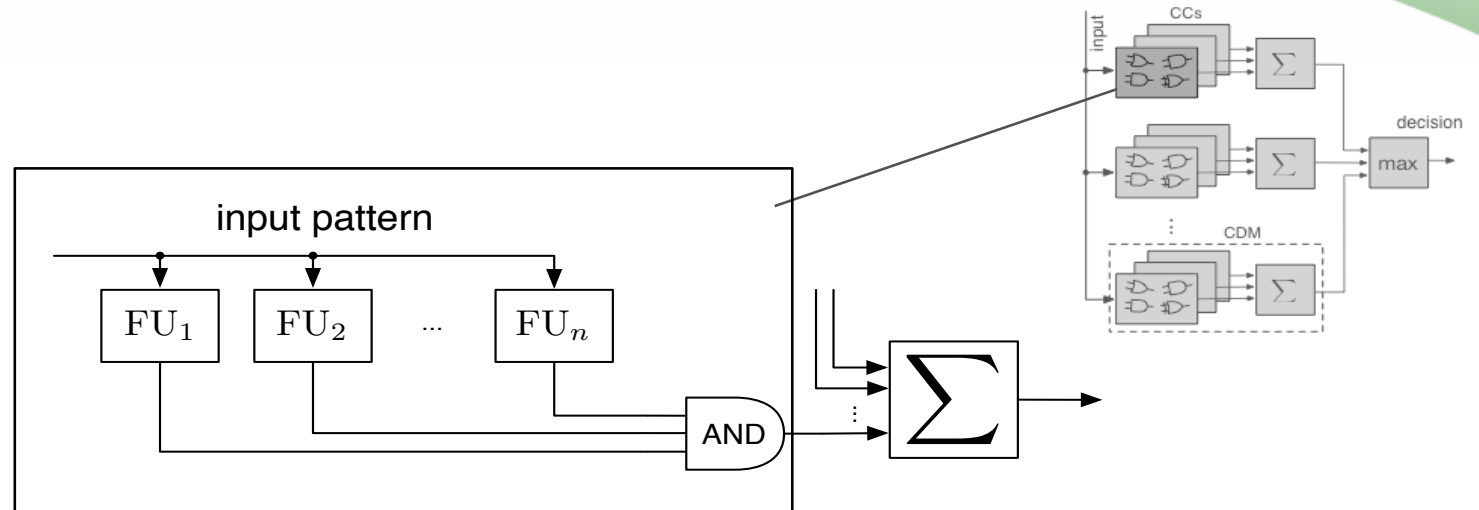 CCs
input
Σ
decision
Σ
max
⋮
CDM
Σ
input pattern
FU₁ FU₂ ... FUₙ
Σ
⋮
AND